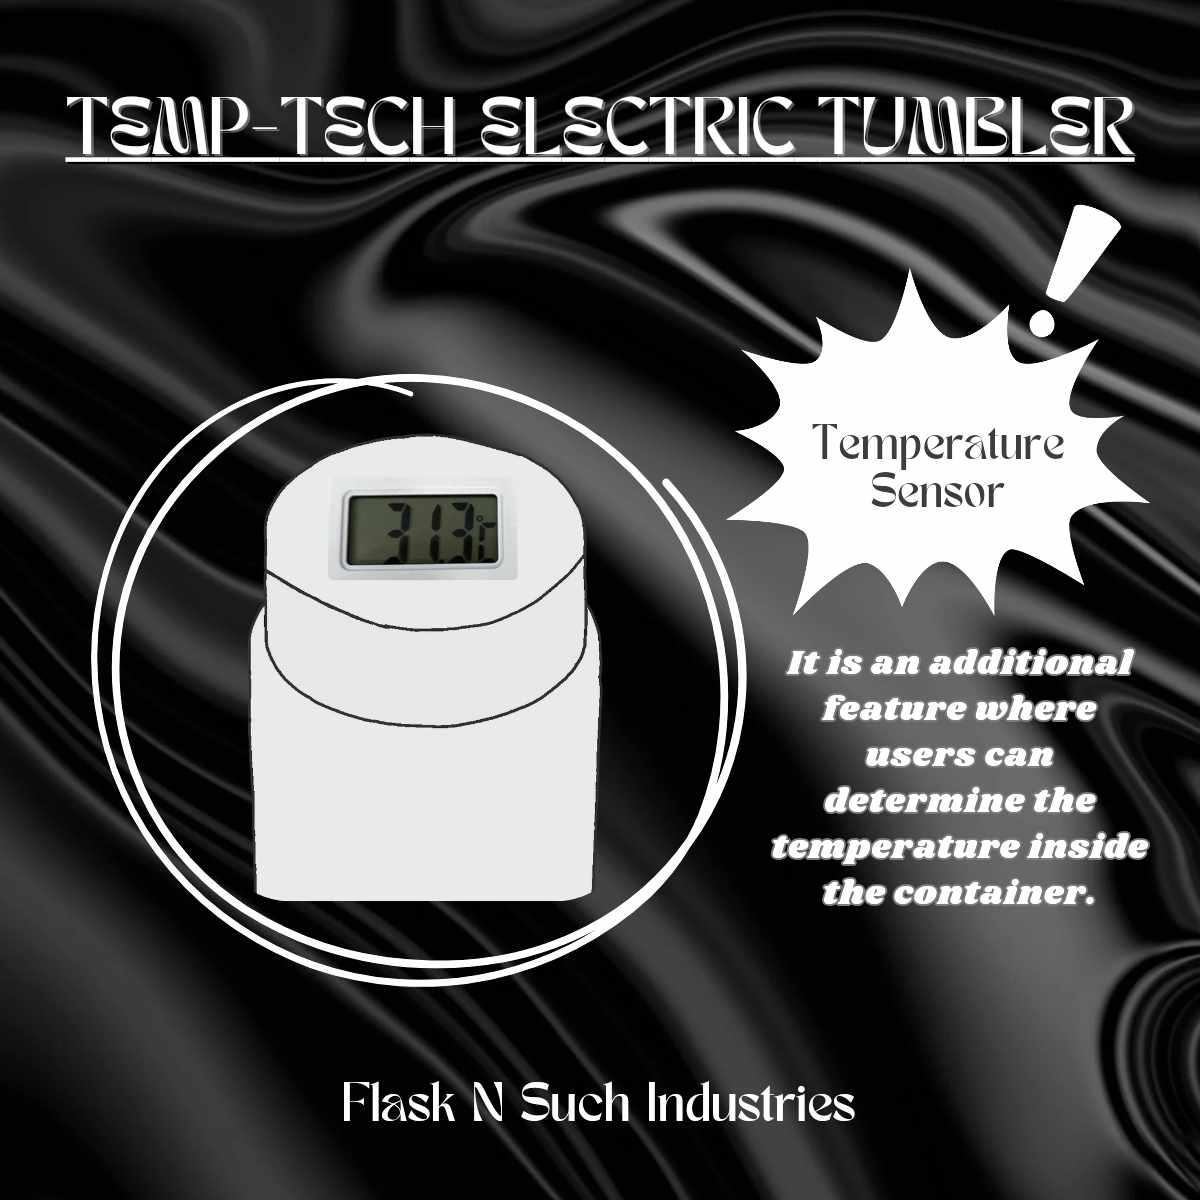 TEMP-TECH ELECTRIC TUMBLER
31.3°C
Temperature
Sensor
It is an additional
feature where
users can
determine the
temperature inside
the container.
Flask N Such Industries